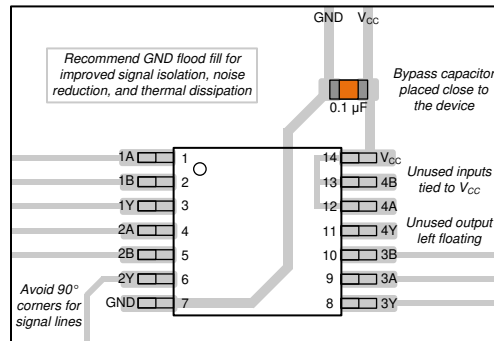 GND V_CC
Recommend GND flood fill for
improved signal isolation, noise
reduction, and thermal dissipation
0.1 µF
Bypass capacitor
placed close to
the device
1A 1 14 V_CC
1B 2 13 4B
1Y 3 12 4A
2A 4 11 4Y
2B 5 10 3B
2Y 6 9 3A
GND 7 8 3Y
Unused inputs
tied to V_CC
Unused output
left floating
Avoid 90°
corners for
signal lines